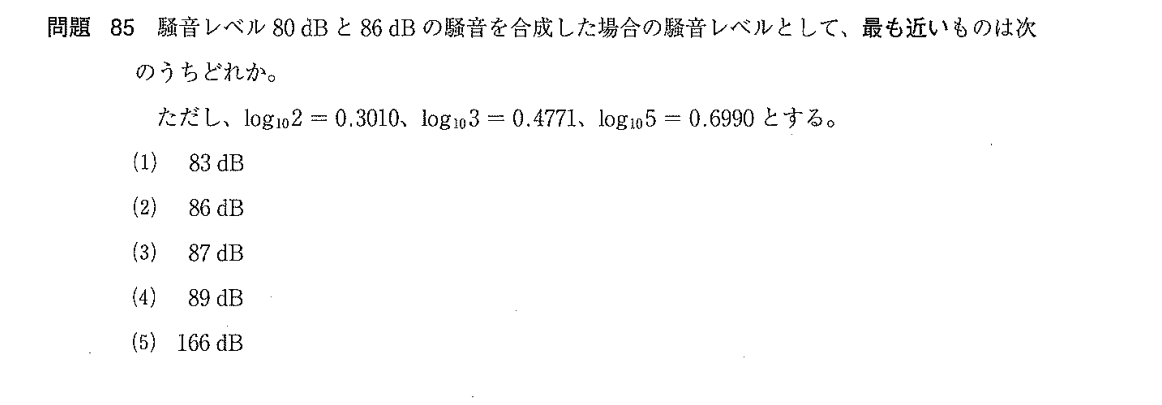 問題 85 騒音レベル 80 dB と 86 dB の騒音を合成した場合の騒音レベルとして、最も近いものは次
のうちどれか。
ただし、log₁₀2 = 0.3010、log₁₀3 = 0.4771、log₁₀5 = 0.6990 とする。
(1) 83 dB
(2) 86 dB
(3) 87 dB
(4) 89 dB
(5) 166 dB